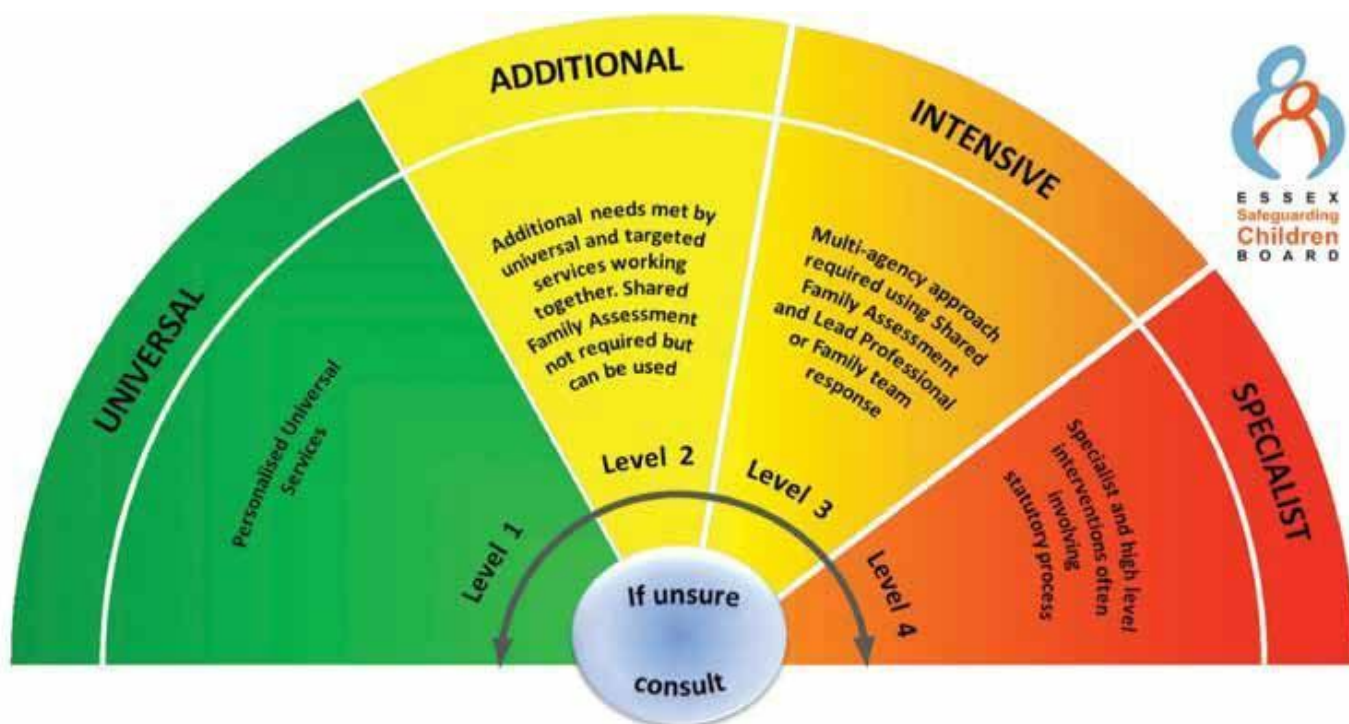 UNIVERSAL
Personalised Universal
Services
Level 1
ADDITIONAL
Additional needs met by
universal and targeted
services working
together. Shared
Family Assessment
not required but
can be used
Level 2
INTENSIVE
Multi-agency approach
required using Shared
Family Assessment
and Lead Professional
or Family team
response
Level 3
SPECIALIST
Specialist and high level
interventions often
involving
statutory process
Level 4
If unsure
consult
ESSEX
Safeguarding
Children
BOARD